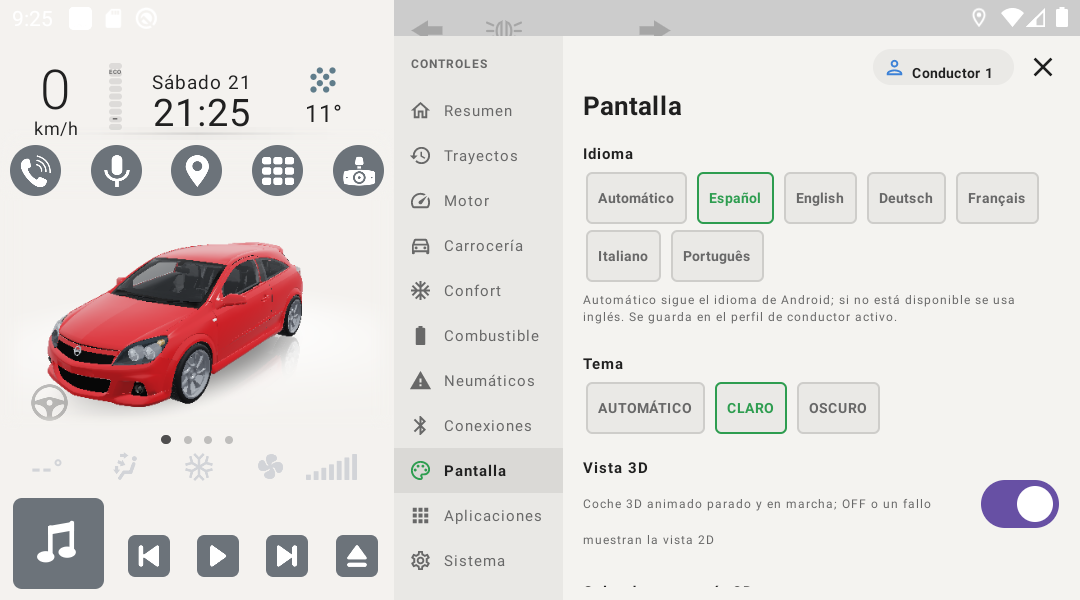 9:25
0
km/h
ECO
Sábado 21
21:25
11°
--°
CONTROLES
Resumen
Trayectos
Motor
Carrocería
Confort
Combustible
Neumáticos
Conexiones
Pantalla
Aplicaciones
Sistema
Conductor 1
Pantalla
Idioma
Automático Español English Deutsch Français
Italiano Português
Automático sigue el idioma de Android; si no está disponible se usa
inglés. Se guarda en el perfil de conductor activo.
Tema
AUTOMÁTICO CLARO OSCURO
Vista 3D
Coche 3D animado parado y en marcha; OFF o un fallo
muestran la vista 2D